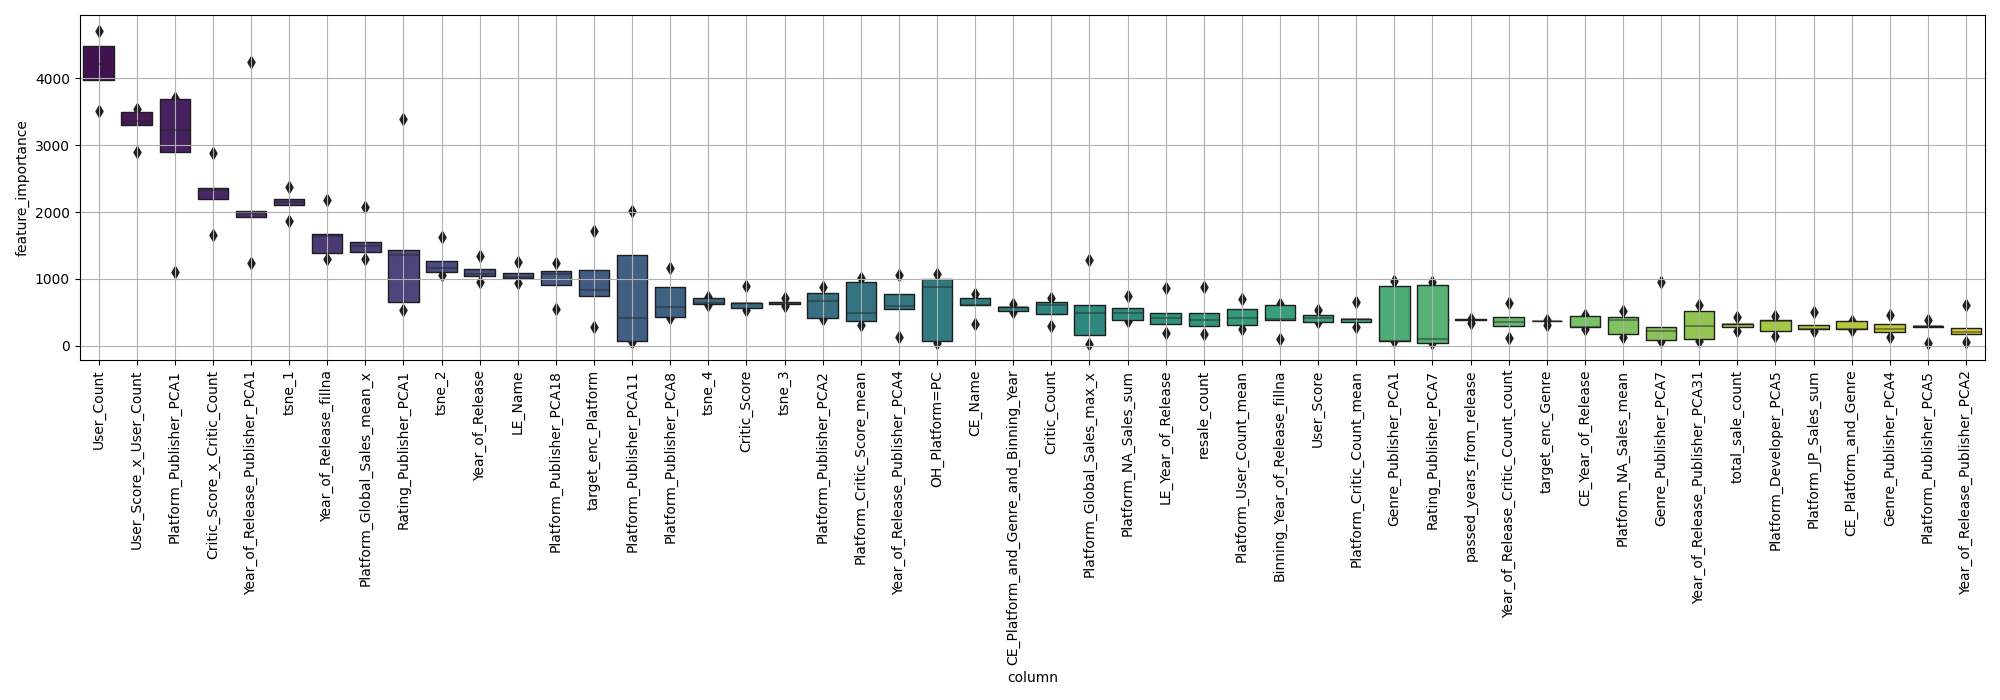 feature_importance
4000
3000
2000
1000
0
User_Count
User_Score_x_User_Count
Platform_Publisher_PCA1
Critic_Score_x_Critic_Count
Year_of_Release_Publisher_PCA1
tsne_1
Year_of_Release_fillna
Platform_Global_Sales_mean_x
Rating_Publisher_PCA1
tsne_2
Year_of_Release
LE_Name
Platform_Publisher_PCA18
target_enc_Platform
Platform_Publisher_PCA11
Platform_Publisher_PCA8
tsne_4
Critic_Score
tsne_3
Platform_Publisher_PCA2
Platform_Critic_Score_mean
Year_of_Release_Publisher_PCA4
OH_Platform=PC
CE_Name
CE_Platform_and_Genre_and_Binning_Year
Critic_Count
Platform_Global_Sales_max_x
Platform_NA_Sales_sum
LE_Year_of_Release
resale_count
Platform_User_Count_mean
Binning_Year_of_Release_fillna
User_Score
Platform_Critic_Count_mean
Genre_Publisher_PCA1
Rating_Publisher_PCA7
passed_years_from_release
Year_of_Release_Critic_Count_count
target_enc_Genre
CE_Year_of_Release
Platform_NA_Sales_mean
Genre_Publisher_PCA7
Year_of_Release_Publisher_PCA31
total_sale_count
Platform_Developer_PCA5
Platform_JP_Sales_sum
CE_Platform_and_Genre
Genre_Publisher_PCA4
Platform_Publisher_PCA5
Year_of_Release_Publisher_PCA2
column